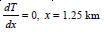 dT/dx = 0, x = 1.25 km